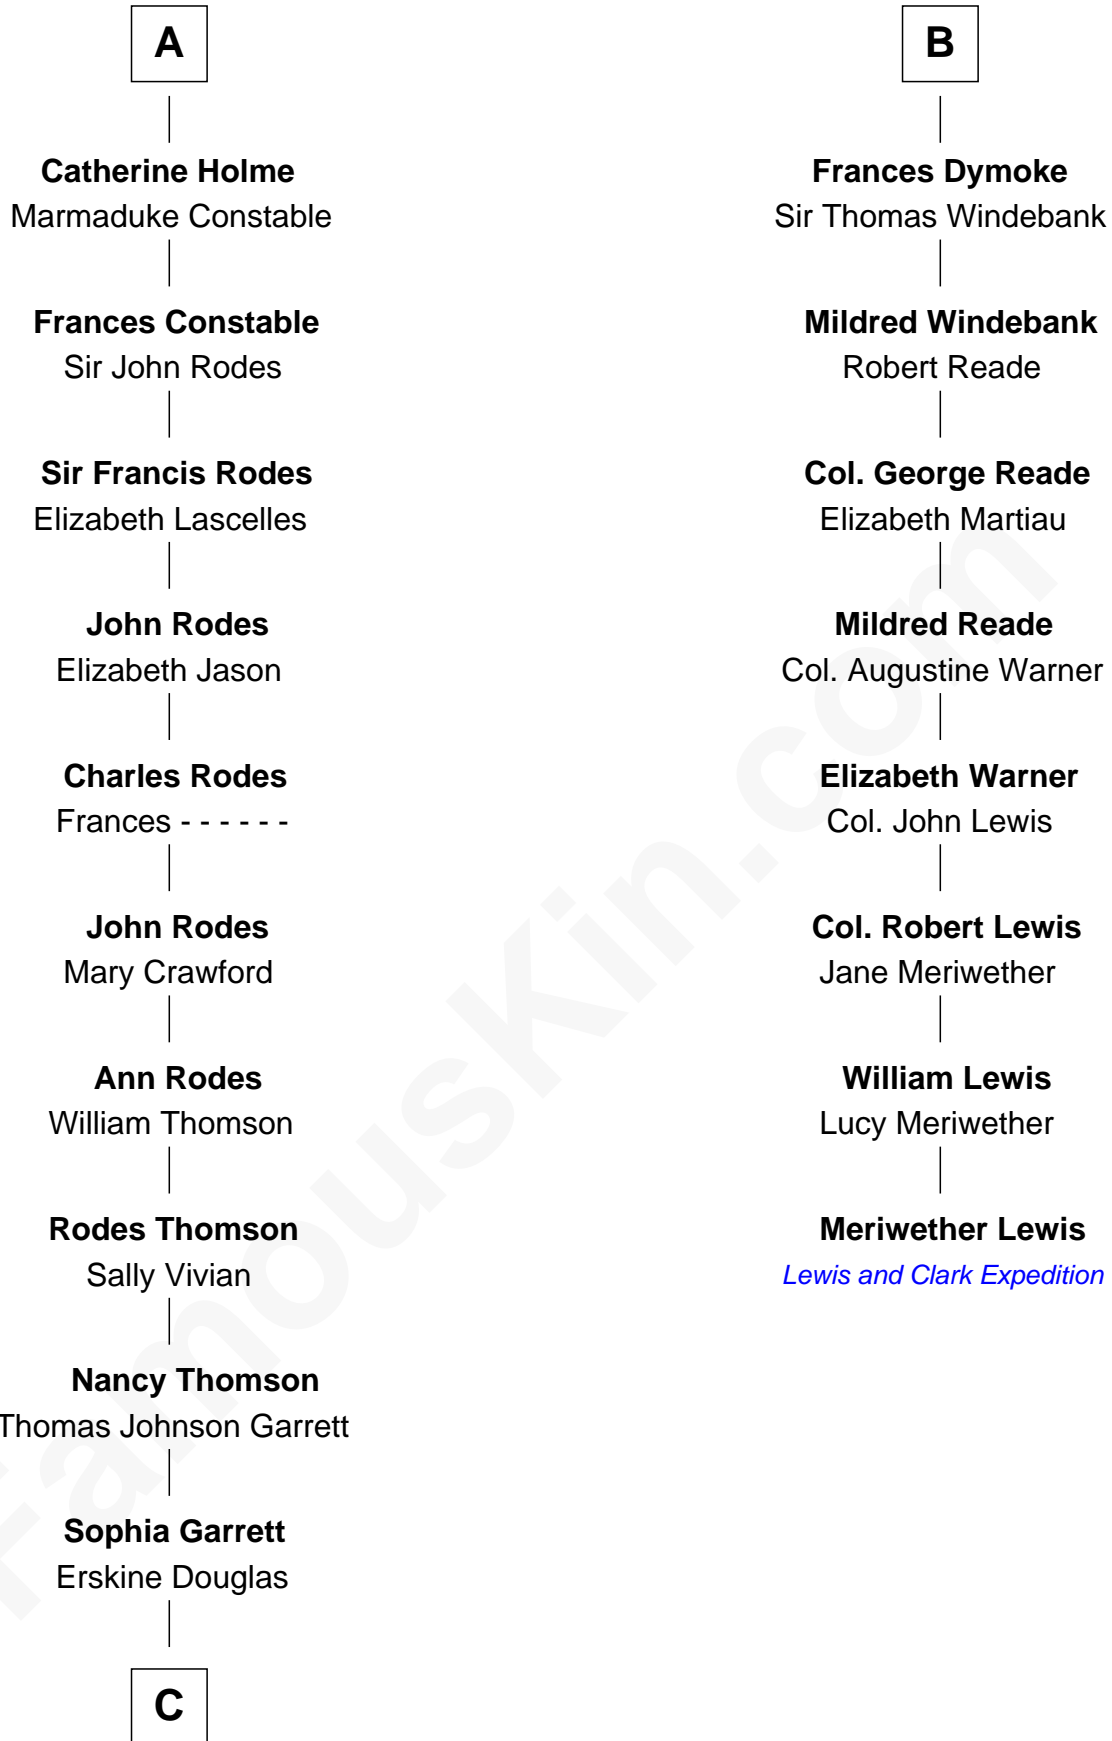 A
Catherine Holme
Marmaduke Constable
Frances Constable
Sir John Rodes
Sir Francis Rodes
Elizabeth Lascelles
John Rodes
Elizabeth Jason
Charles Rodes
Frances - - - - - -
John Rodes
Mary Crawford
Ann Rodes
William Thomson
Rodes Thomson
Sally Vivian
Nancy Thomson
Thomas Johnson Garrett
Sophia Garrett
Erskine Douglas
C
B
Frances Dymoke
Sir Thomas Windebank
Mildred Windebank
Robert Reade
Col. George Reade
Elizabeth Martiau
Mildred Reade
Col. Augustine Warner
Elizabeth Warner
Col. John Lewis
Col. Robert Lewis
Jane Meriwether
William Lewis
Lucy Meriwether
Meriwether Lewis
Lewis and Clark Expedition
FamousKin.com